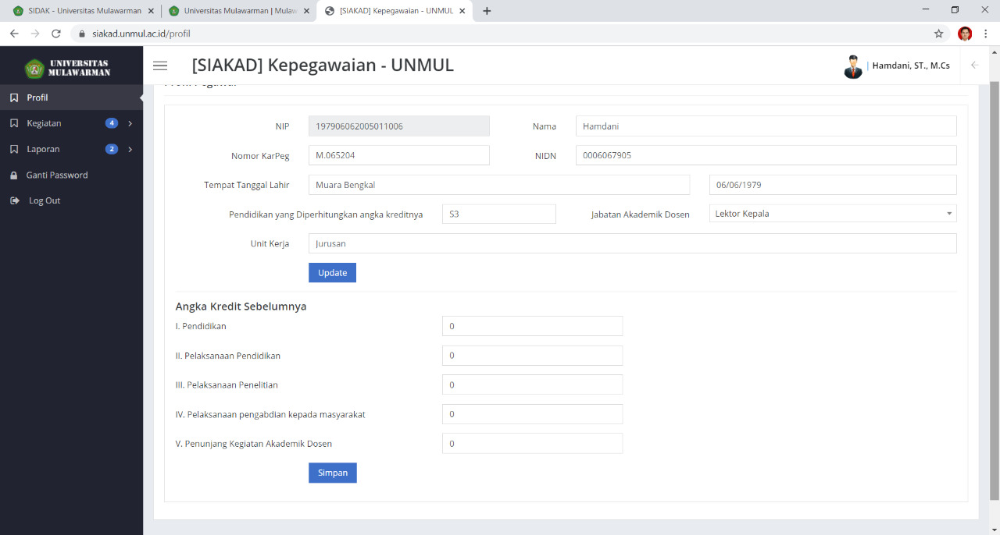 SIDAK - Universitas Mulawarman
Universitas Mulawarman | Mulaw
[SIAKAD] Kepegawaian - UNMUL
siakad.unmul.ac.id/profil
UNIVERSITAS
MULAWARMAN
[SIAKAD] Kepegawaian - UNMUL
| Hamdani, ST., M.Cs
Profil
Kegiatan 4
Laporan 2
Ganti Password
Log Out
Profil Pegawai
NIP 197906062005011006 Nama Hamdani
Nomor KarPeg M.065204 NIDN 0006067905
Tempat Tanggal Lahir Muara Bengkal 06/06/1979
Pendidikan yang Diperhitungkan angka kreditnya S3 Jabatan Akademik Dosen Lektor Kepala
Unit Kerja Jurusan
Update
Angka Kredit Sebelumnya
I. Pendidikan 0
II. Pelaksanaan Pendidikan 0
III. Pelaksanaan Penelitian 0
IV. Pelaksanaan pengabdian kepada masyarakat 0
V. Penunjang Kegiatan Akademik Dosen 0
Simpan